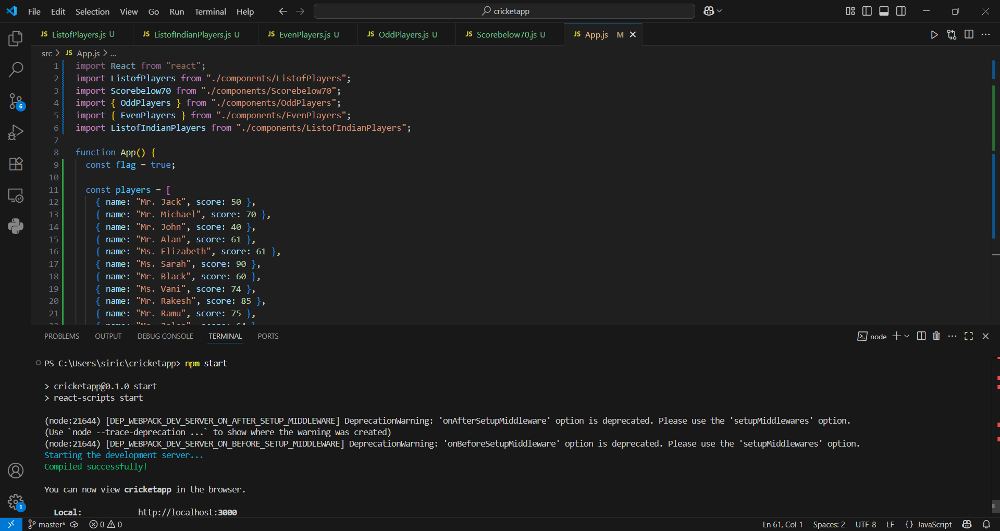 File Edit Selection View Go Run Terminal Help cricketapp
JS ListofPlayers.js U JS ListofIndianPlayers.js U JS EvenPlayers.js U JS OddPlayers.js U JS Scorebelow70.js U JS App.js M
src > JS App.js > ...
1 import React from "react";
2 import ListofPlayers from "./components/ListofPlayers";
3 import Scorebelow70 from "./components/Scorebelow70";
4 import { OddPlayers } from "./components/OddPlayers";
5 import { EvenPlayers } from "./components/EvenPlayers";
6 import ListofIndianPlayers from "./components/ListofIndianPlayers";
7
8 function App() {
9 const flag = true;
10
11 const players = [
12 { name: "Mr. Jack", score: 50 },
13 { name: "Mr. Michael", score: 70 },
14 { name: "Mr. John", score: 40 },
15 { name: "Mr. Alan", score: 61 },
16 { name: "Ms. Elizabeth", score: 61 },
17 { name: "Ms. Sarah", score: 90 },
18 { name: "Mr. Black", score: 60 },
19 { name: "Ms. Vani", score: 74 },
20 { name: "Mr. Rakesh", score: 85 },
21 { name: "Mr. Ramu", score: 75 },
6
PROBLEMS OUTPUT DEBUG CONSOLE TERMINAL PORTS node
PS C:\Users\siric\cricketapp> npm start
> cricketapp@0.1.0 start
> react-scripts start
(node:21644) [DEP_WEBPACK_DEV_SERVER_ON_AFTER_SETUP_MIDDLEWARE] DeprecationWarning: 'onAfterSetupMiddleware' option is deprecated. Please use the 'setupMiddlewares' option.
(Use `node --trace-deprecation ...` to show where the warning was created)
(node:21644) [DEP_WEBPACK_DEV_SERVER_ON_BEFORE_SETUP_MIDDLEWARE] DeprecationWarning: 'onBeforeSetupMiddleware' option is deprecated. Please use the 'setupMiddlewares' option.
Starting the development server...
Compiled successfully!
You can now view cricketapp in the browser.
Local: http://localhost:3000
1
master* 0 0 Ln 61, Col 1 Spaces: 2 UTF-8 LF {} JavaScript